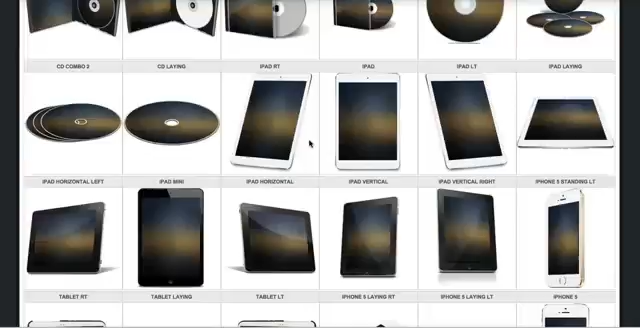 CD COMBO 2 CD LAYING IPAD RT IPAD IPAD LT IPAD LAYING
IPAD HORIZONTAL LEFT IPAD MINI IPAD HORIZONTAL IPAD VERTICAL IPAD VERTICAL RIGHT IPHONE 5 STANDING LT
TABLET RT TABLET LAYING TABLET LT IPHONE 5 LAYING RT IPHONE 5 LAYING LT IPHONE 5